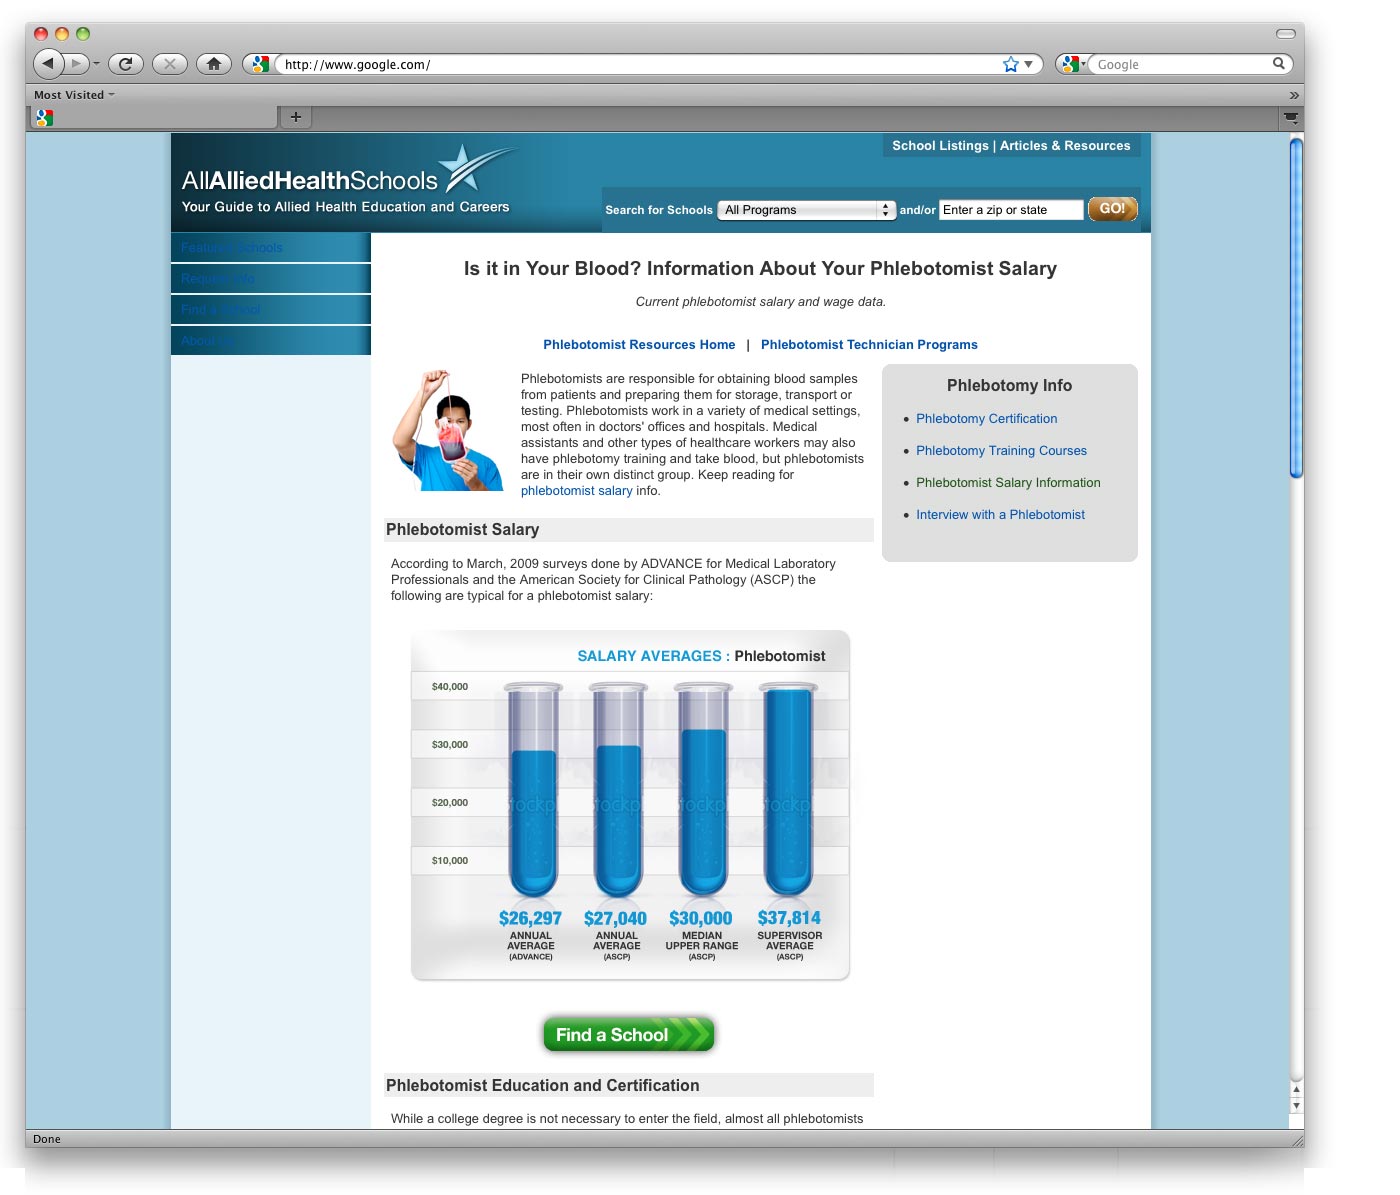 http://www.google.com/
Google
Most Visited
»
+
School Listings | Articles & Resources
AllAlliedHealthSchools
Your Guide to Allied Health Education and Careers
Search for Schools All Programs and/or Enter a zip or state GO!
Featured Schools
Request Info
Find a School
About
Is it in Your Blood? Information About Your Phlebotomist Salary
Current phlebotomist salary and wage data.
Phlebotomist Resources Home | Phlebotomist Technician Programs
Phlebotomists are responsible for obtaining blood samples
from patients and preparing them for storage, transport or
testing. Phlebotomists work in a variety of medical settings,
most often in doctors' offices and hospitals. Medical
assistants and other types of healthcare workers may also
have phlebotomy training and take blood, but phlebotomists
are in their own distinct group. Keep reading for
phlebotomist salary info.
Phlebotomy Info
• Phlebotomy Certification
• Phlebotomy Training Courses
• Phlebotomist Salary Information
• Interview with a Phlebotomist
Phlebotomist Salary
According to March, 2009 surveys done by ADVANCE for Medical Laboratory
Professionals and the American Society for Clinical Pathology (ASCP) the
following are typical for a phlebotomist salary:
SALARY AVERAGES : Phlebotomist
$40,000
$30,000
$20,000
$10,000
tockp tockp tockp tockp
$26,297 $27,040 $30,000 $37,814
ANNUAL ANNUAL MEDIAN SUPERVISOR
AVERAGE AVERAGE UPPER RANGE AVERAGE
(ADVANCE) (ASCP) (ASCP) (ASCP)
Find a School
Phlebotomist Education and Certification
While a college degree is not necessary to enter the field, almost all phlebotomists
Done